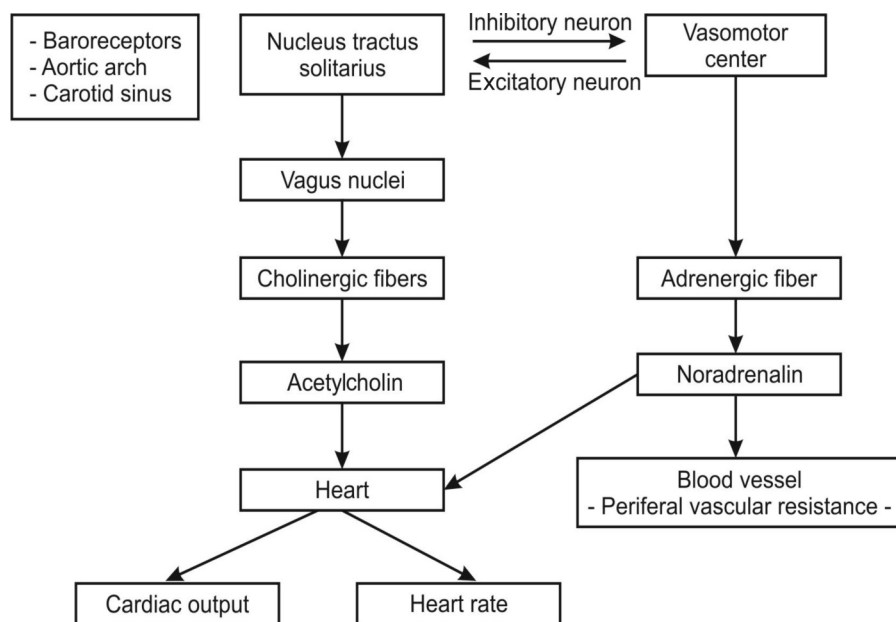 - Baroreceptors
- Aortic arch
- Carotid sinus
Nucleus tractus
solitarius
Inhibitory neuron
Excitatory neuron
Vasomotor
center
Vagus nuclei
Cholinergic fibers
Adrenergic fiber
Acetylcholin
Noradrenalin
Heart
Blood vessel
- Periferal vascular resistance -
Cardiac output
Heart rate